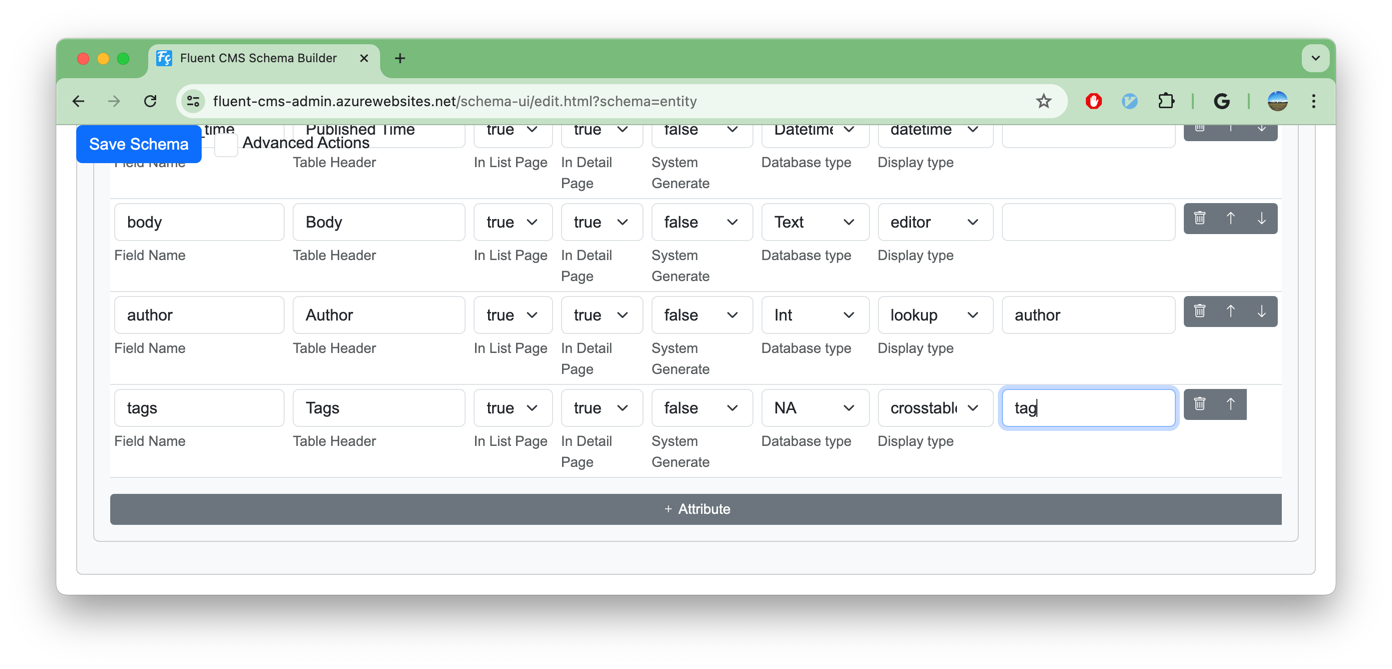 Fluent CMS Schema Builder
fluent-cms-admin.azurewebsites.net/schema-ui/edit.html?schema=entity
Save Schema
Advanced Actions
_time Published Time true true false Datetime datetime
Field Name Table Header In List Page In Detail Page System Generate Database type Display type
body Body true true false Text editor
Field Name Table Header In List Page In Detail Page System Generate Database type Display type
author Author true true false Int lookup author
Field Name Table Header In List Page In Detail Page System Generate Database type Display type
tags Tags true true false NA crosstabl tag
Field Name Table Header In List Page In Detail Page System Generate Database type Display type
+ Attribute